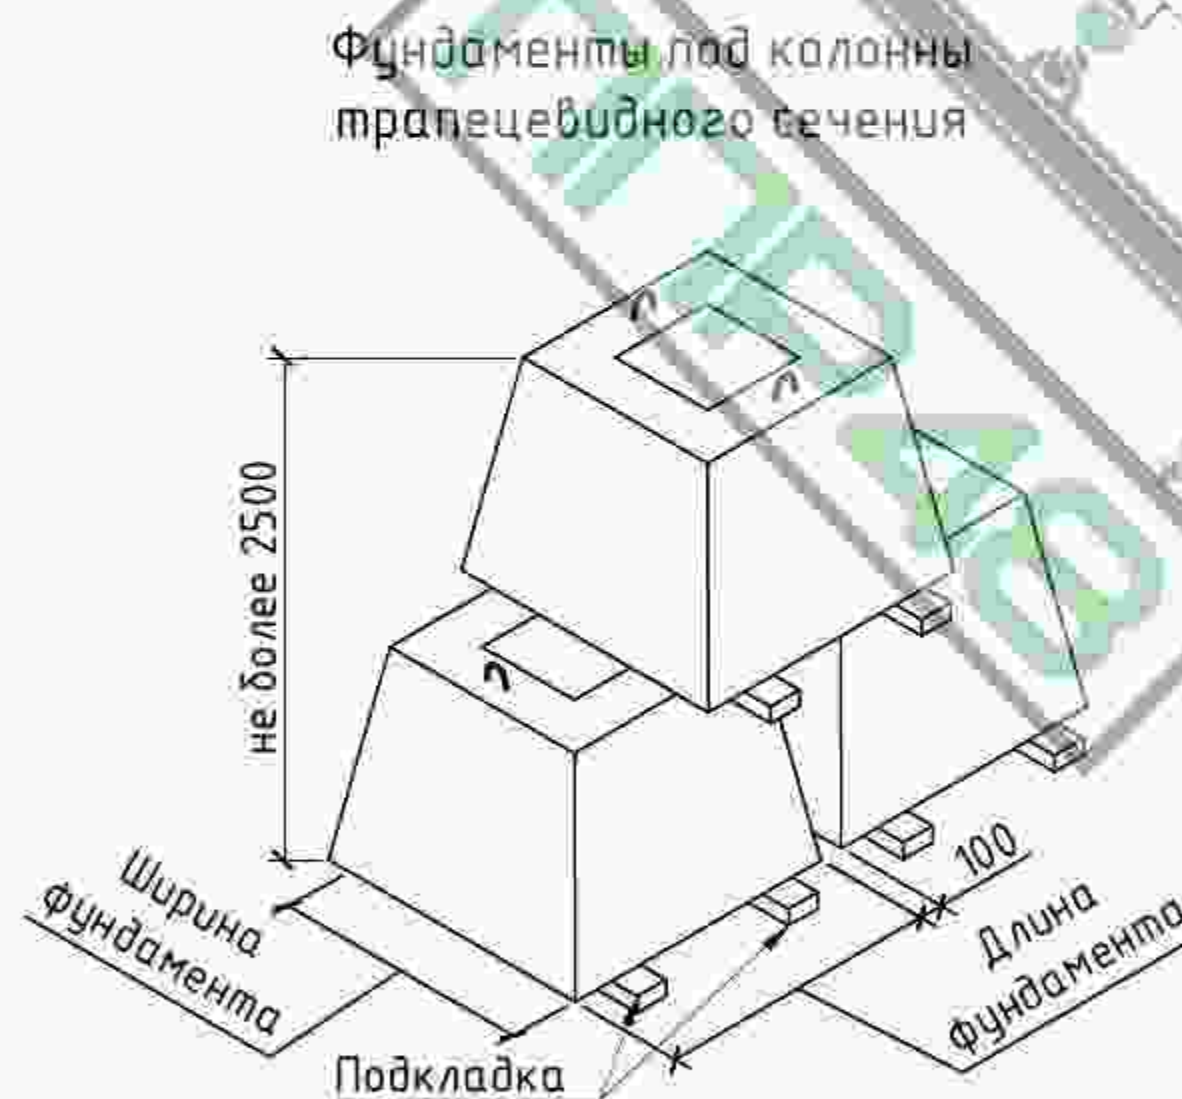 Фундаменты под колонны
трапецевидного сечения
не более 2500
Ширина
фундамента
100
Длина
фундамента
Подкладка